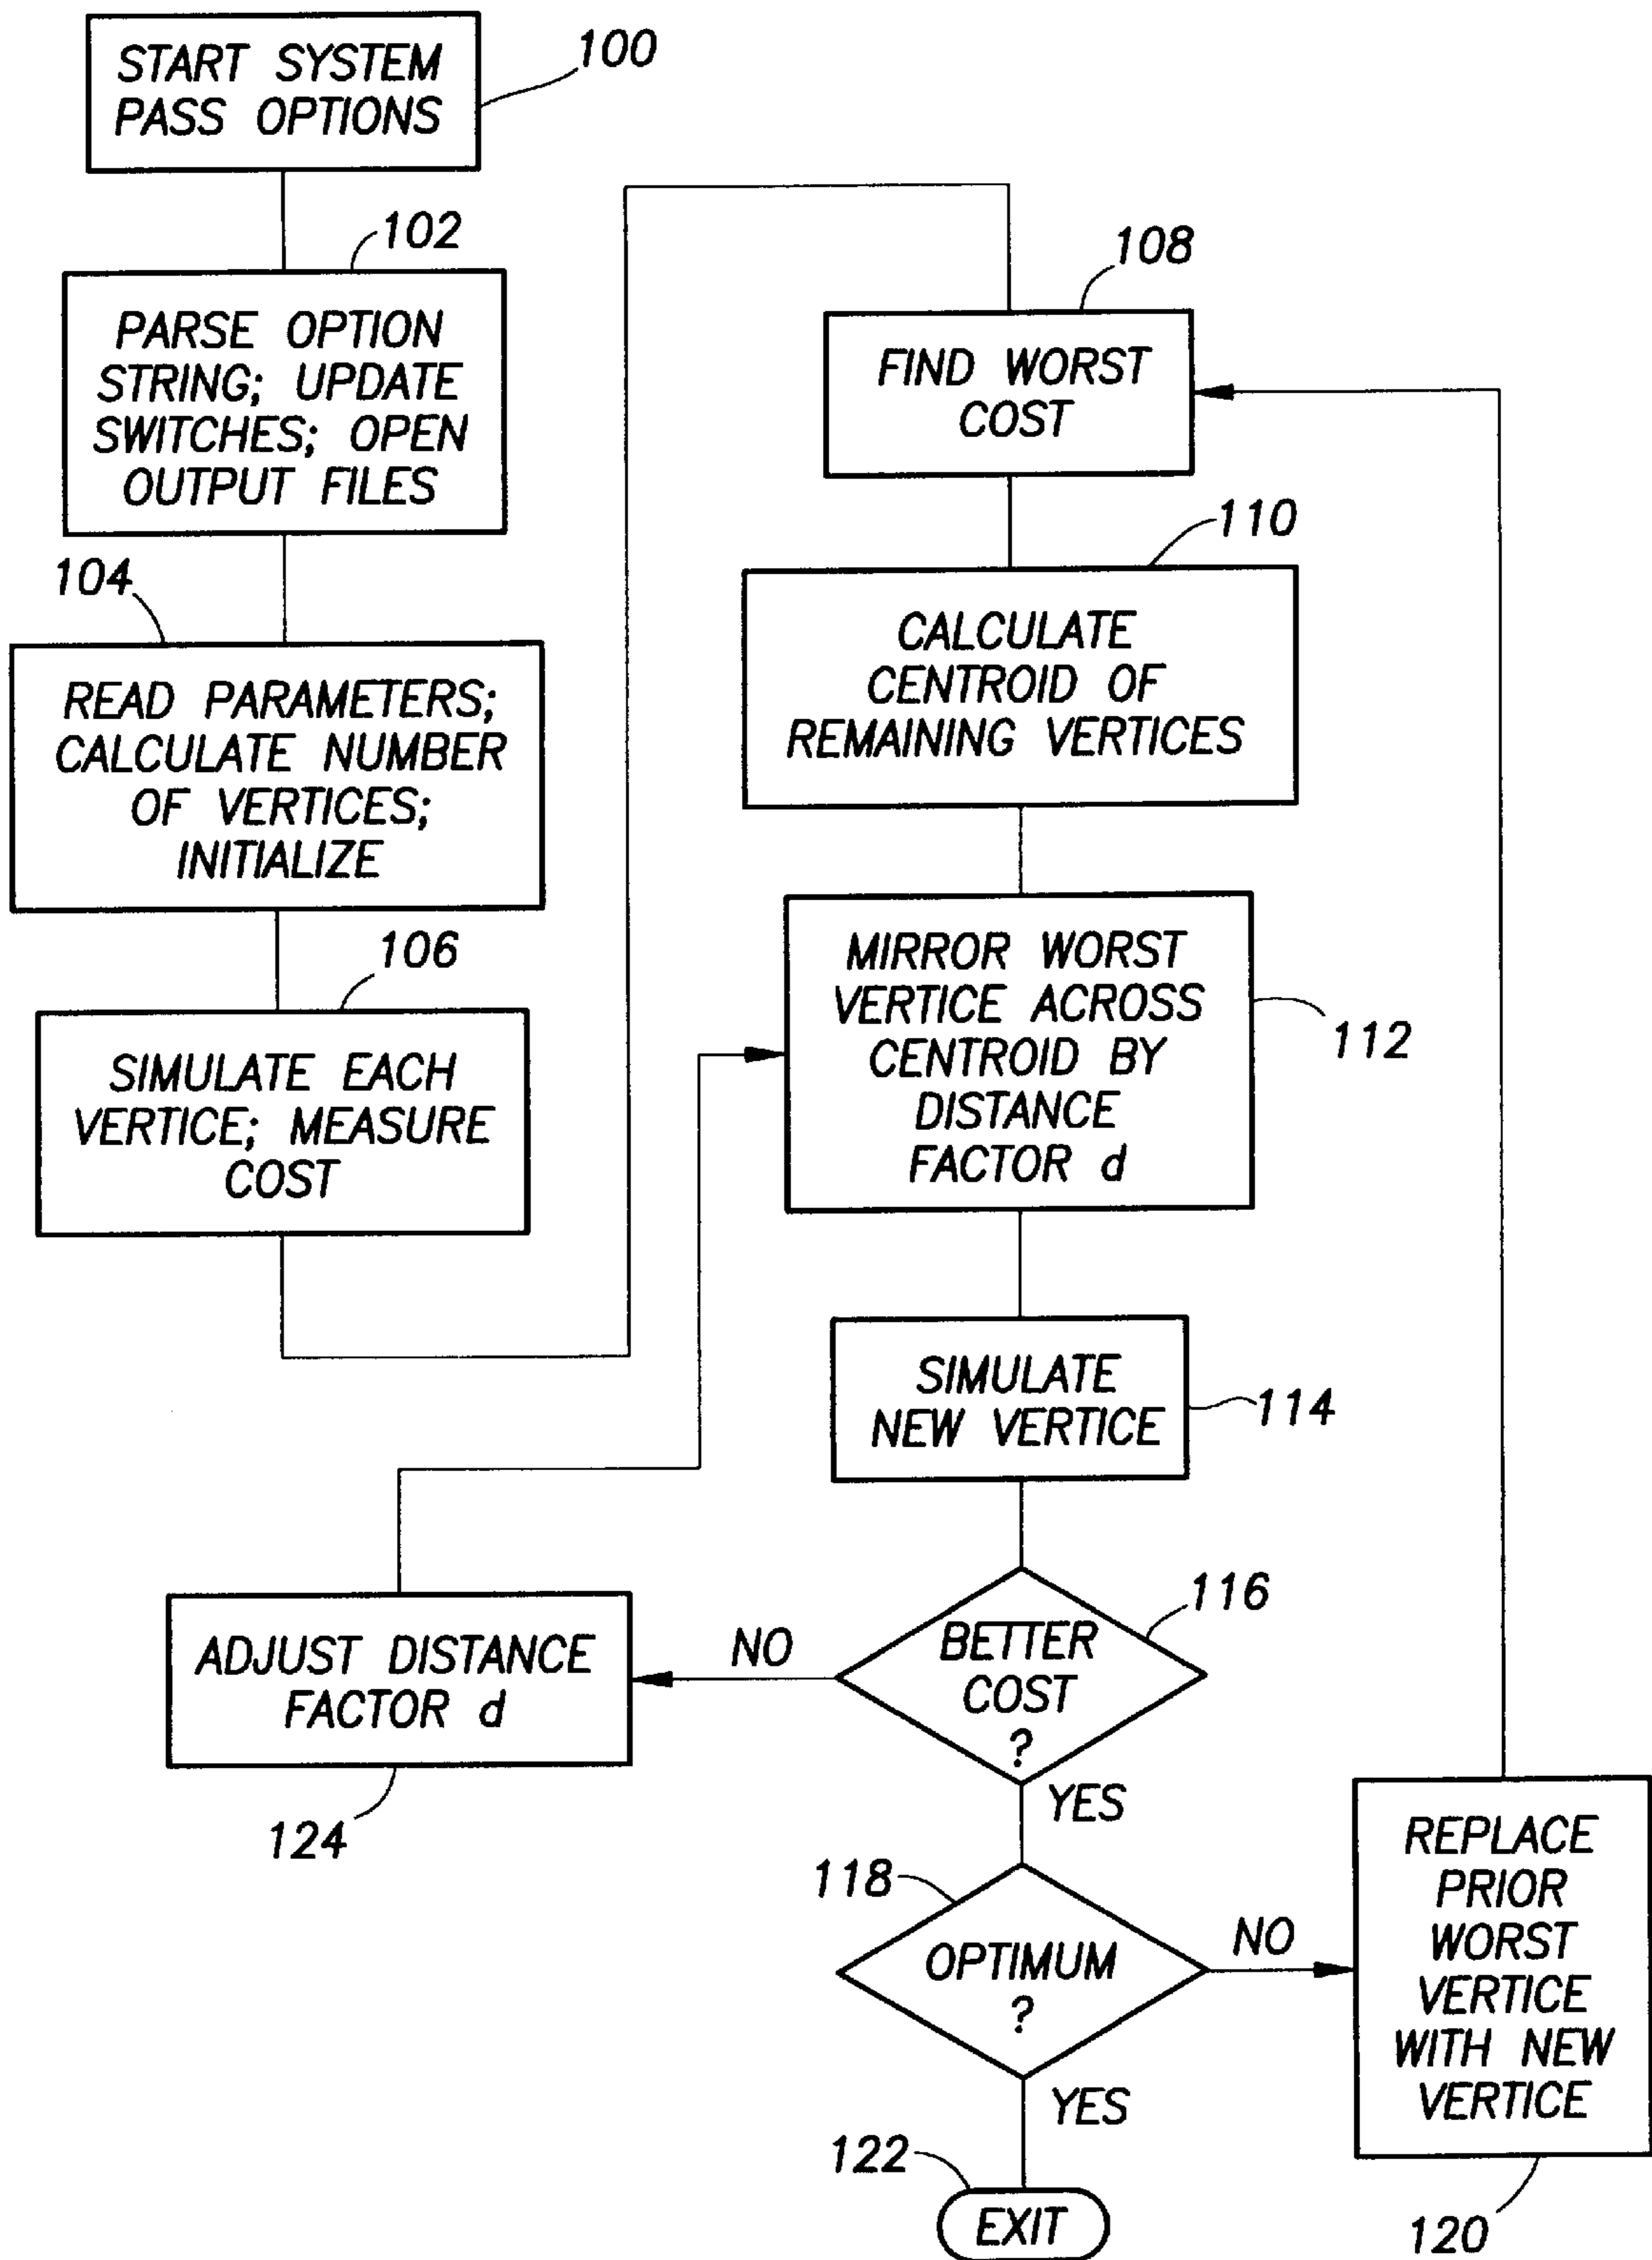 START SYSTEM
PASS OPTIONS
100
102
PARSE OPTION
STRING; UPDATE
SWITCHES; OPEN
OUTPUT FILES
104
READ PARAMETERS;
CALCULATE NUMBER
OF VERTICES;
INITIALIZE
106
SIMULATE EACH
VERTICE; MEASURE
COST
108
FIND WORST
COST
110
CALCULATE
CENTROID OF
REMAINING VERTICES
MIRROR WORST
VERTICE ACROSS
CENTROID BY
DISTANCE
FACTOR d
112
SIMULATE
NEW VERTICE
114
116
BETTER
COST
?
NO
ADJUST DISTANCE
FACTOR d
124
YES
118
OPTIMUM
?
NO
REPLACE
PRIOR
WORST
VERTICE
WITH NEW
VERTICE
120
YES
122
EXIT